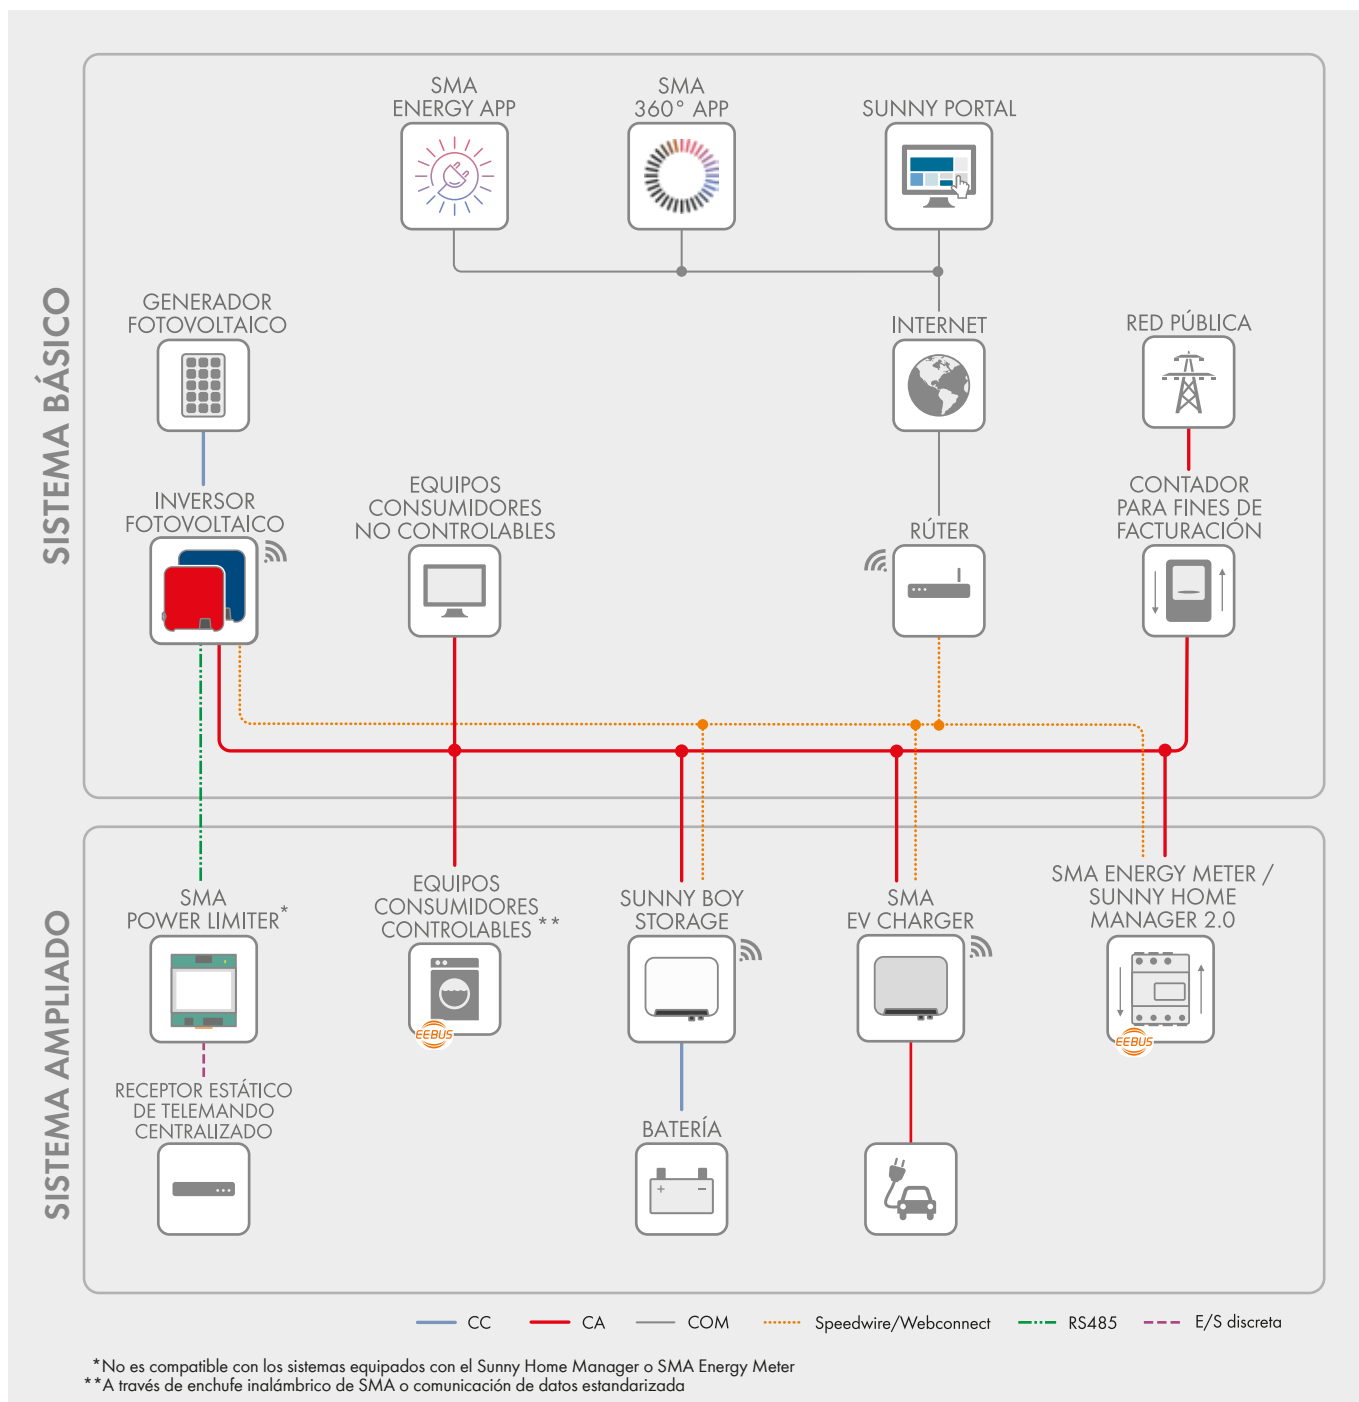 SISTEMA BÁSICO
SMA
ENERGY APP
SMA
360° APP
SUNNY PORTAL
GENERADOR
FOTOVOLTAICO
INTERNET
RED PÚBLICA
INVERSOR
FOTOVOLTAÍCO
EQUIPOS
CONSUMIDORES
NO CONTROLABLES
RÚTER
CONTADOR
PARA FINES DE
FACTURACIÓN
SISTEMA AMPLIADO
SMA
POWER LIMITER*
EQUIPOS
CONSUMIDORES
CONTROLABLES**
EEBUS
SUNNY BOY
STORAGE
SMA
EV CHARGER
SMA ENERGY METER /
SUNNY HOME
MANAGER 2.0
EEBUS
RECEPTOR ESTÁTICO
DE TELEMANDO
CENTRALIZADO
BATERÍA
+ −
CC CA COM Speedwire/Webconnect RS485 E/S discreta
*No es compatible con los sistemas equipados con el Sunny Home Manager o SMA Energy Meter
**A través de enchufe inalámbrico de SMA o comunicación de datos estandarizada